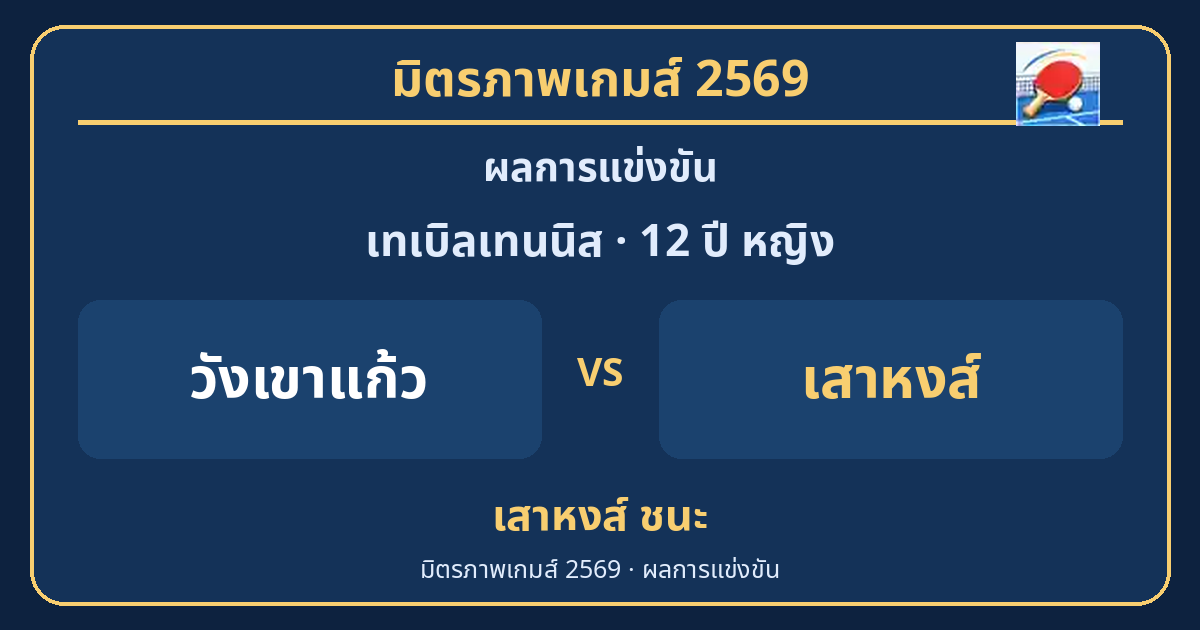 มิตรภาพเกมส์ 2569
ผลการแข่งขัน
เทเบิลเทนนิส · 12 ปี หญิง
วังเขาแก้ว
VS
เสาหงส์
เสาหงส์ ชนะ
มิตรภาพเกมส์ 2569 · ผลการแข่งขัน